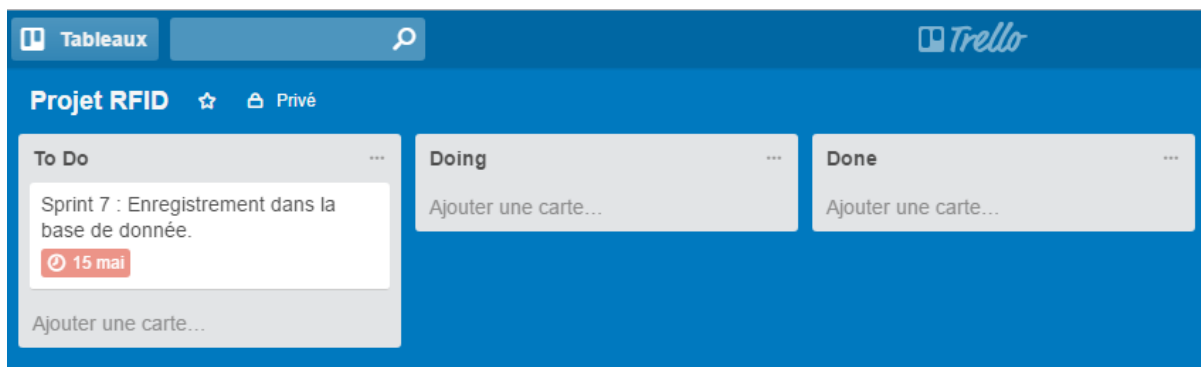 Tableaux
Trello
Projet RFID
Privé
To Do
Sprint 7 : Enregistrement dans la
base de donnée.
15 mai
Ajouter une carte...
Doing
Ajouter une carte...
Done
Ajouter une carte...